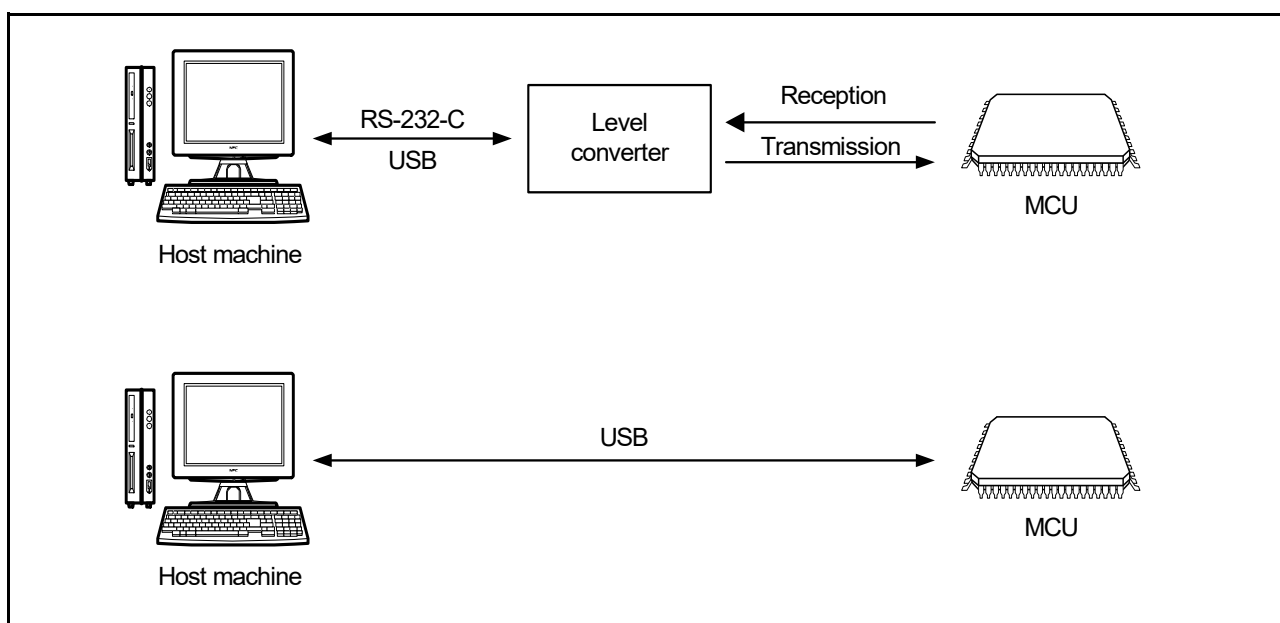 RS-232-C
USB
Level
converter
Reception
Transmission
MCU
Host machine
USB
MCU
Host machine